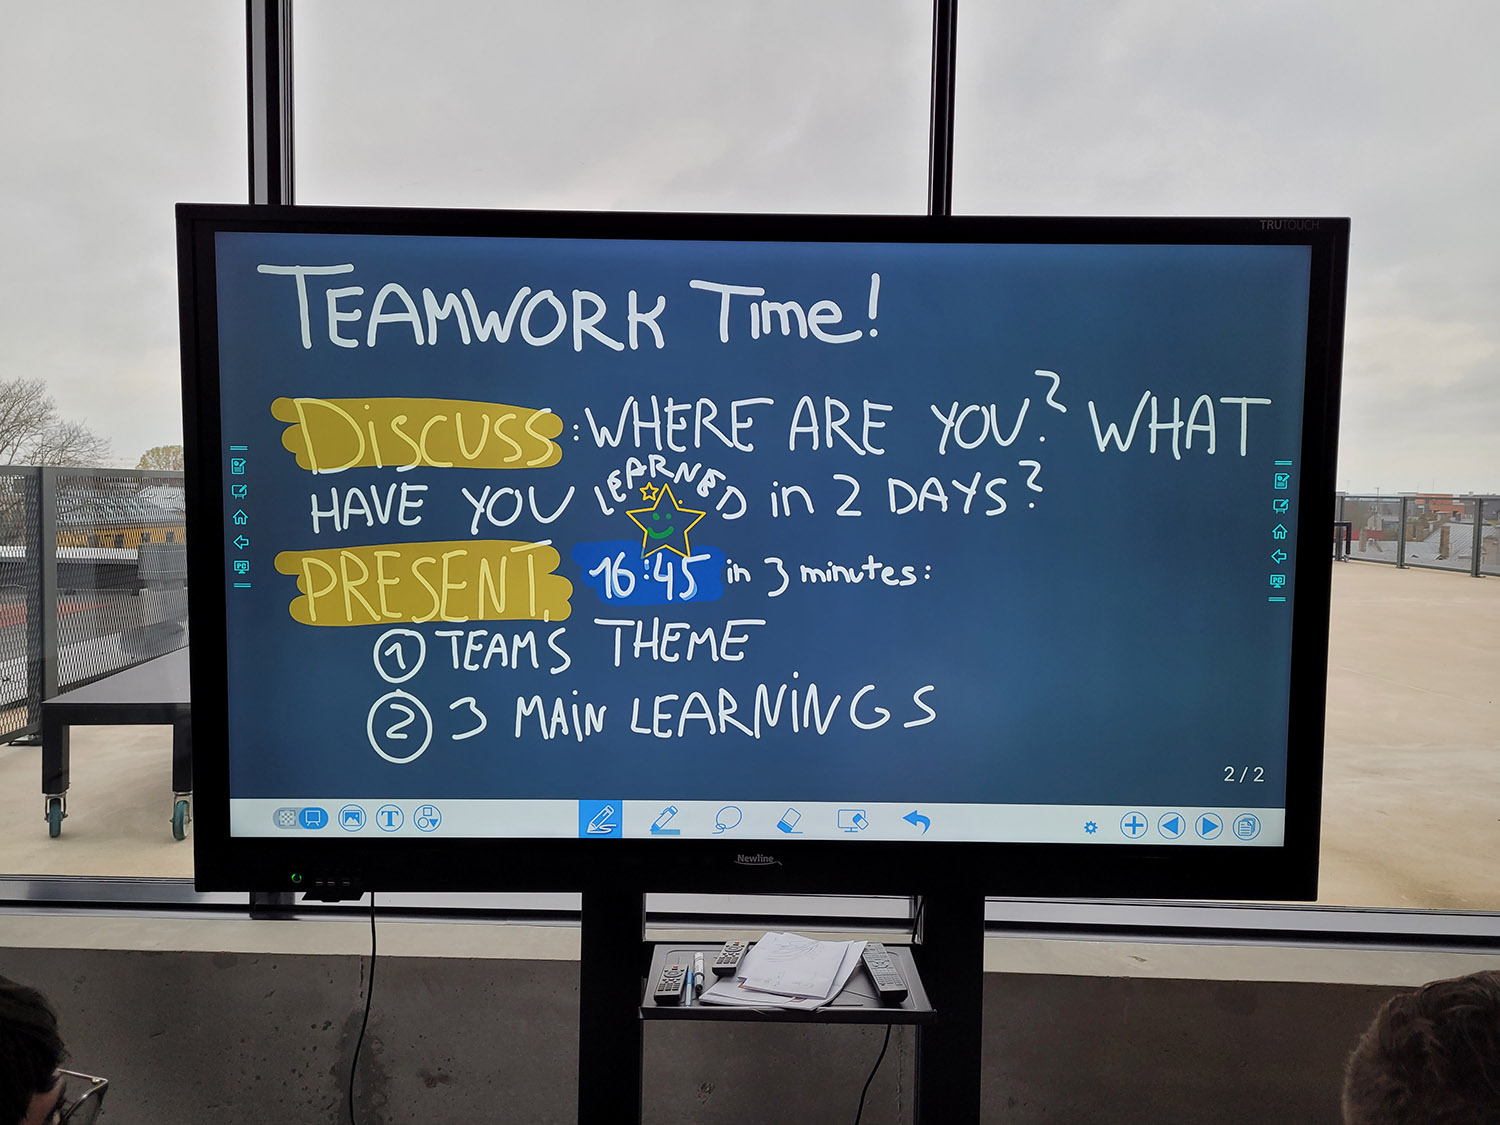 TRUTOUCH
TEAMWORK Time!
DiSCUSS: WHERE ARE YOU? WHAT
HAVE YOU LEARNED in 2 DAYS?
PRESENT. 16:45 in 3 minutes:
1 TEAMS THEME
2 3 MAiN LEARNiNGS
2/2
T
Newline